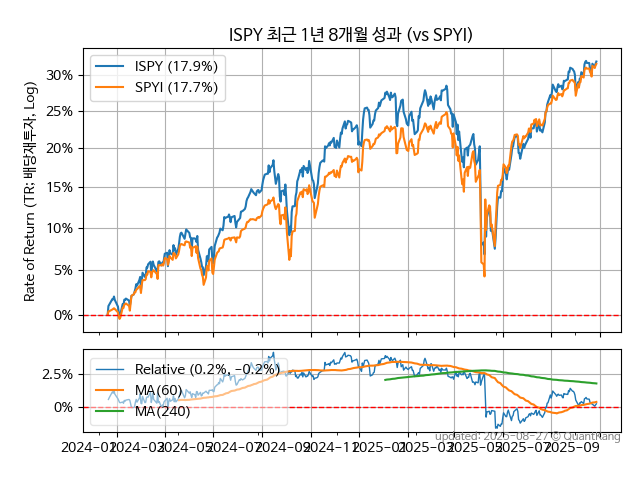 ISPY 최근 1년 8개월 성과 (vs SPYI)
Rate of Return (TR: 배당재투자, Log)
30%
25%
20%
15%
10%
5%
0%
ISPY (17.9%)
SPYI (17.7%)
2.5%
0%
Relative (0.2%, −0.2%)
MA(60)
MA(240)
2024-01
2024-03
2024-05
2024-07
2024-09
2024-11
2025-01
2025-03
2025-05
2025-07
2025-09
updated: 2025-08-27 © Quantkang